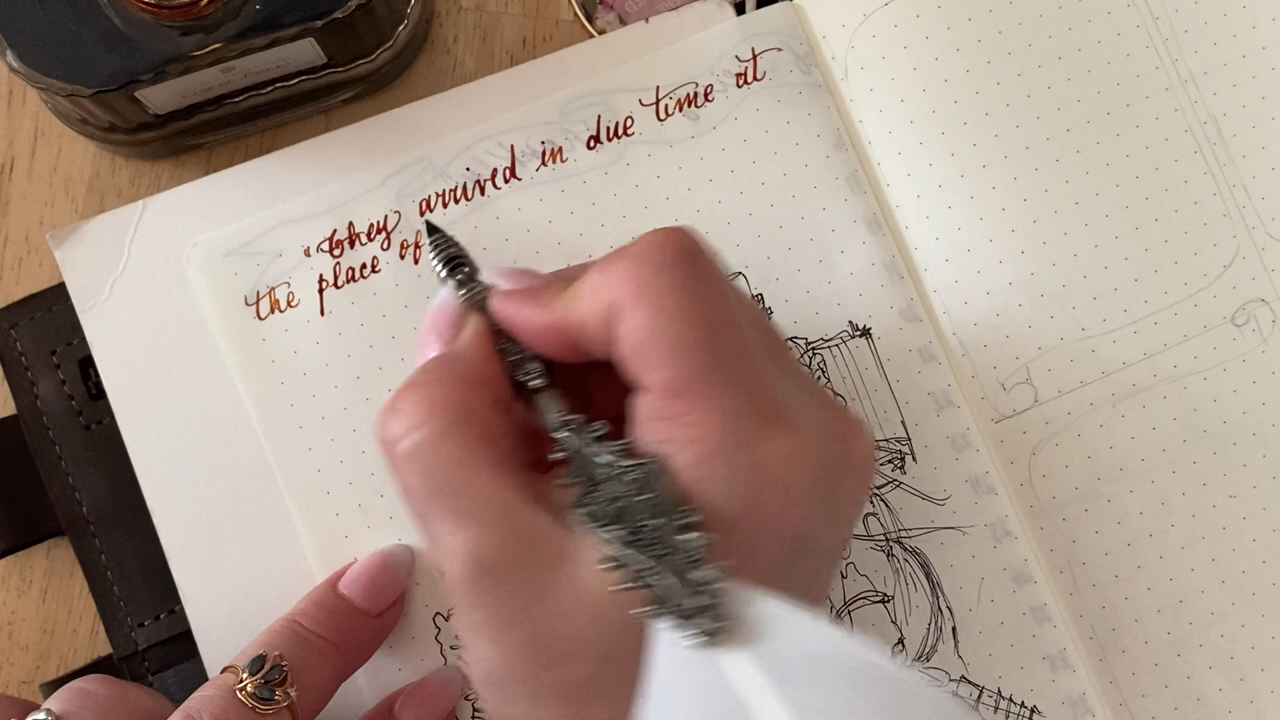 "they arrived in due time at
the place of